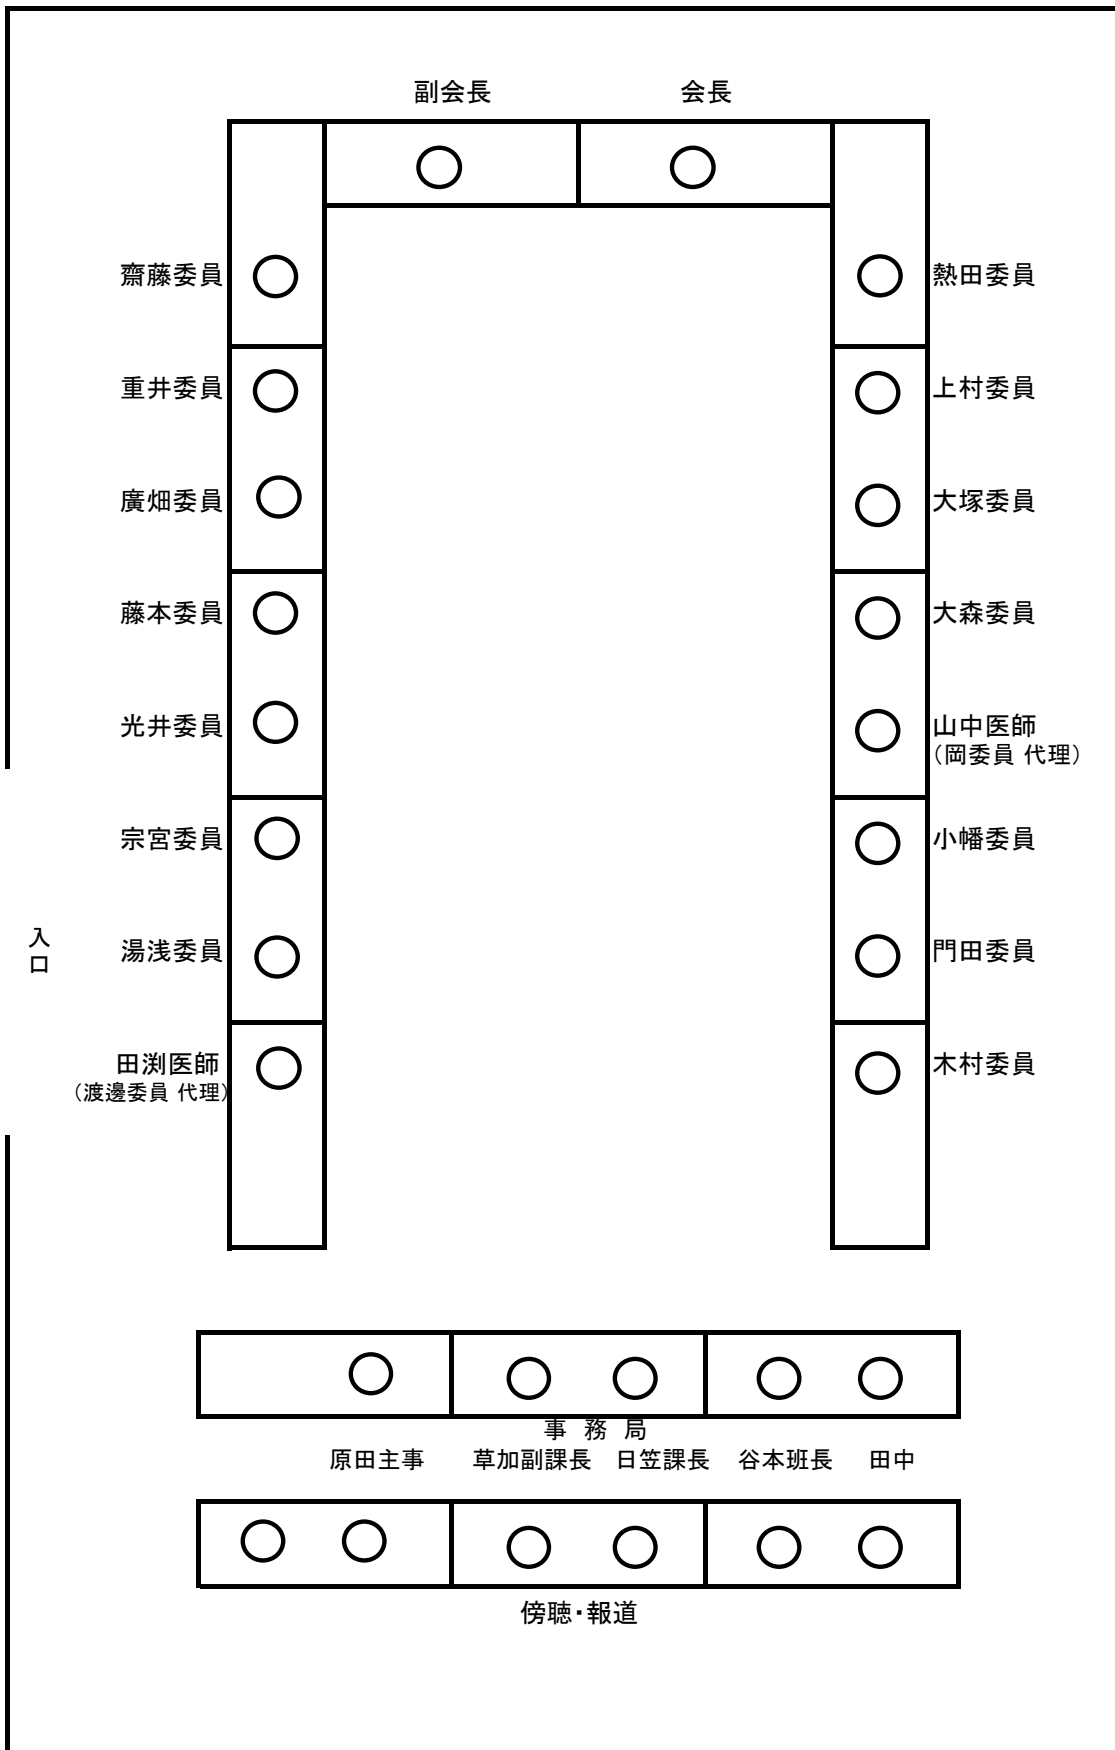 副会長 会長
齋藤委員 熱田委員
重井委員 上村委員
廣畑委員 大塚委員
藤本委員 大森委員
光井委員 山中医師
（岡委員 代理）
宗宮委員 小幡委員
入口
湯浅委員 門田委員
田渕医師 木村委員
（渡邊委員 代理）
事 務 局
原田主事 草加副課長 日笠課長 谷本班長 田中
傍聴・報道